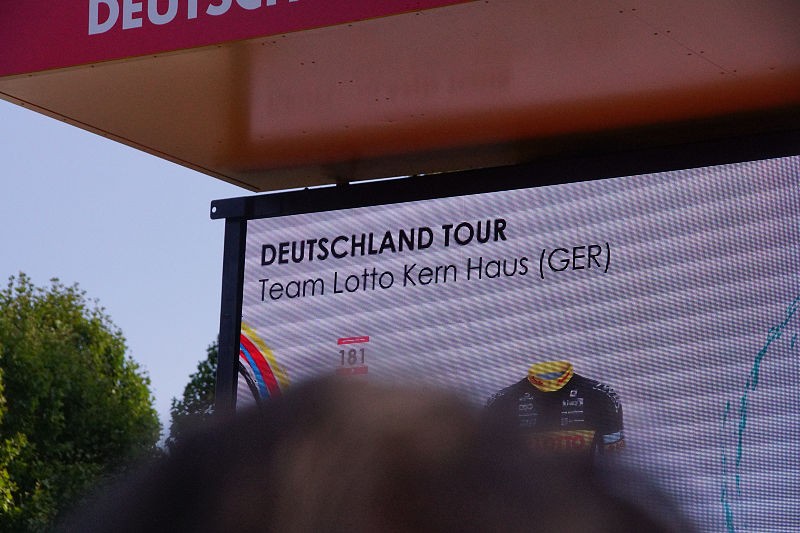 DEUTSCH
DEUTSCHLAND TOUR
Team Lotto Kern Haus (GER)
181